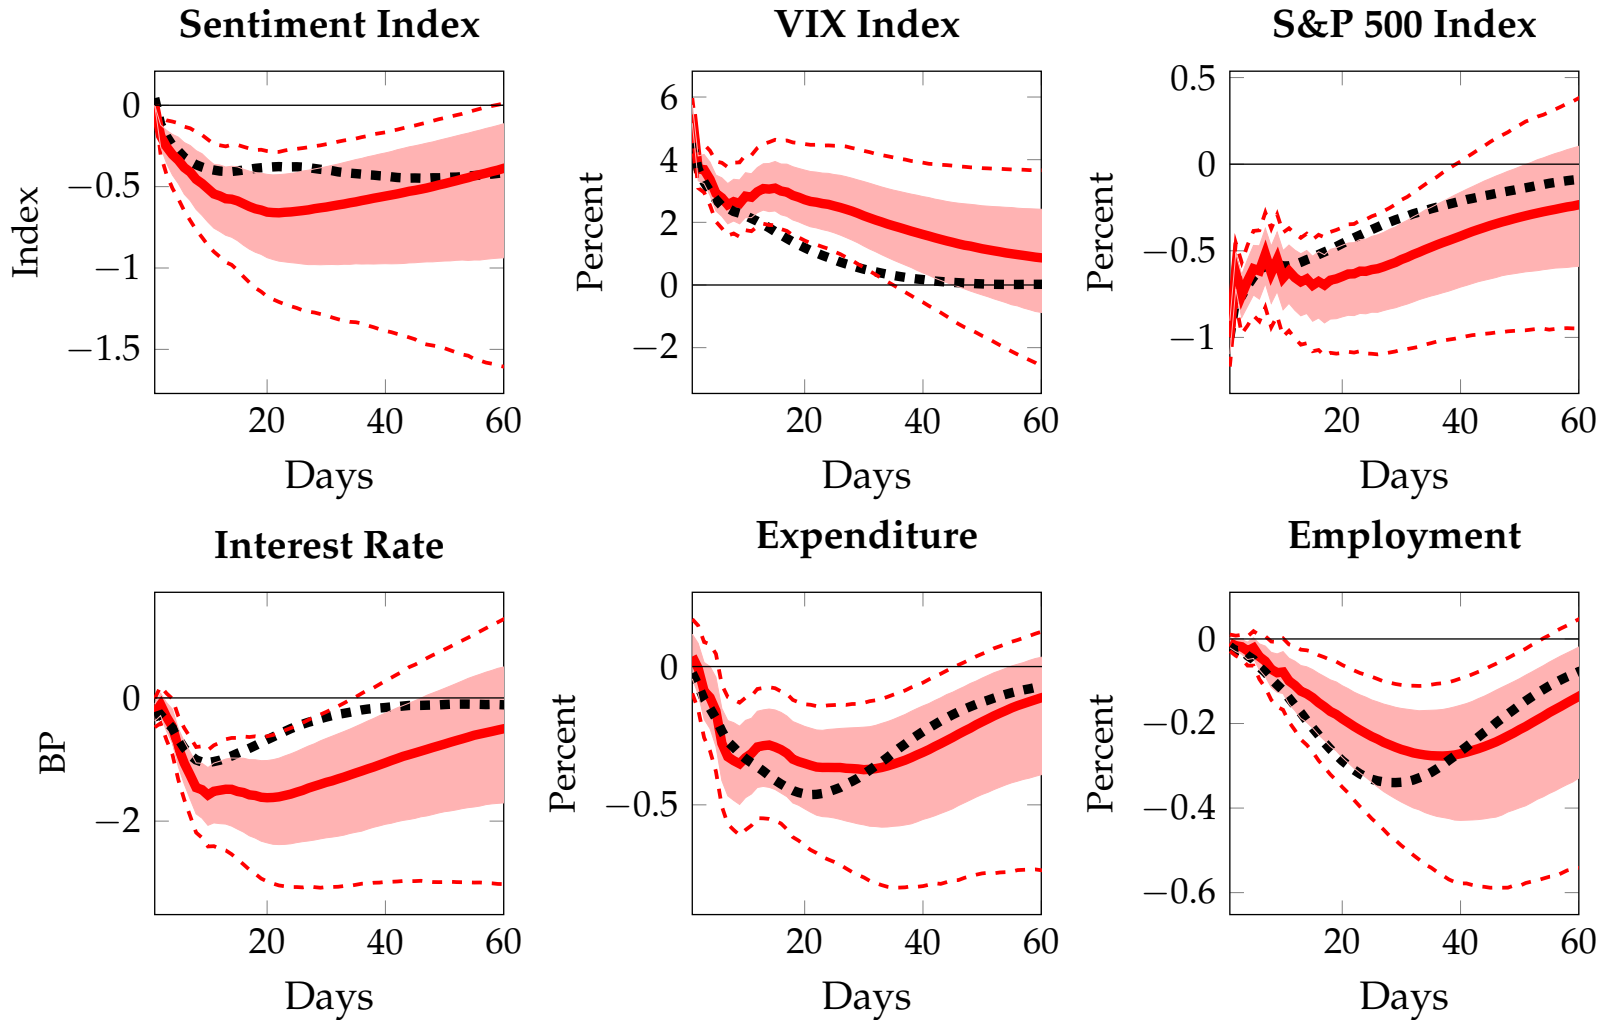 Sentiment Index
VIX Index
S&P 500 Index
0
−0.5
−1
−1.5
Index
20 40 60
Days
6
4
2
0
−2
Percent
20 40 60
Days
0.5
0
−0.5
−1
Percent
20 40 60
Days
Interest Rate
Expenditure
Employment
0
−2
BP
20 40 60
Days
0
−0.5
Percent
20 40 60
Days
0
−0.2
−0.4
−0.6
Percent
20 40 60
Days